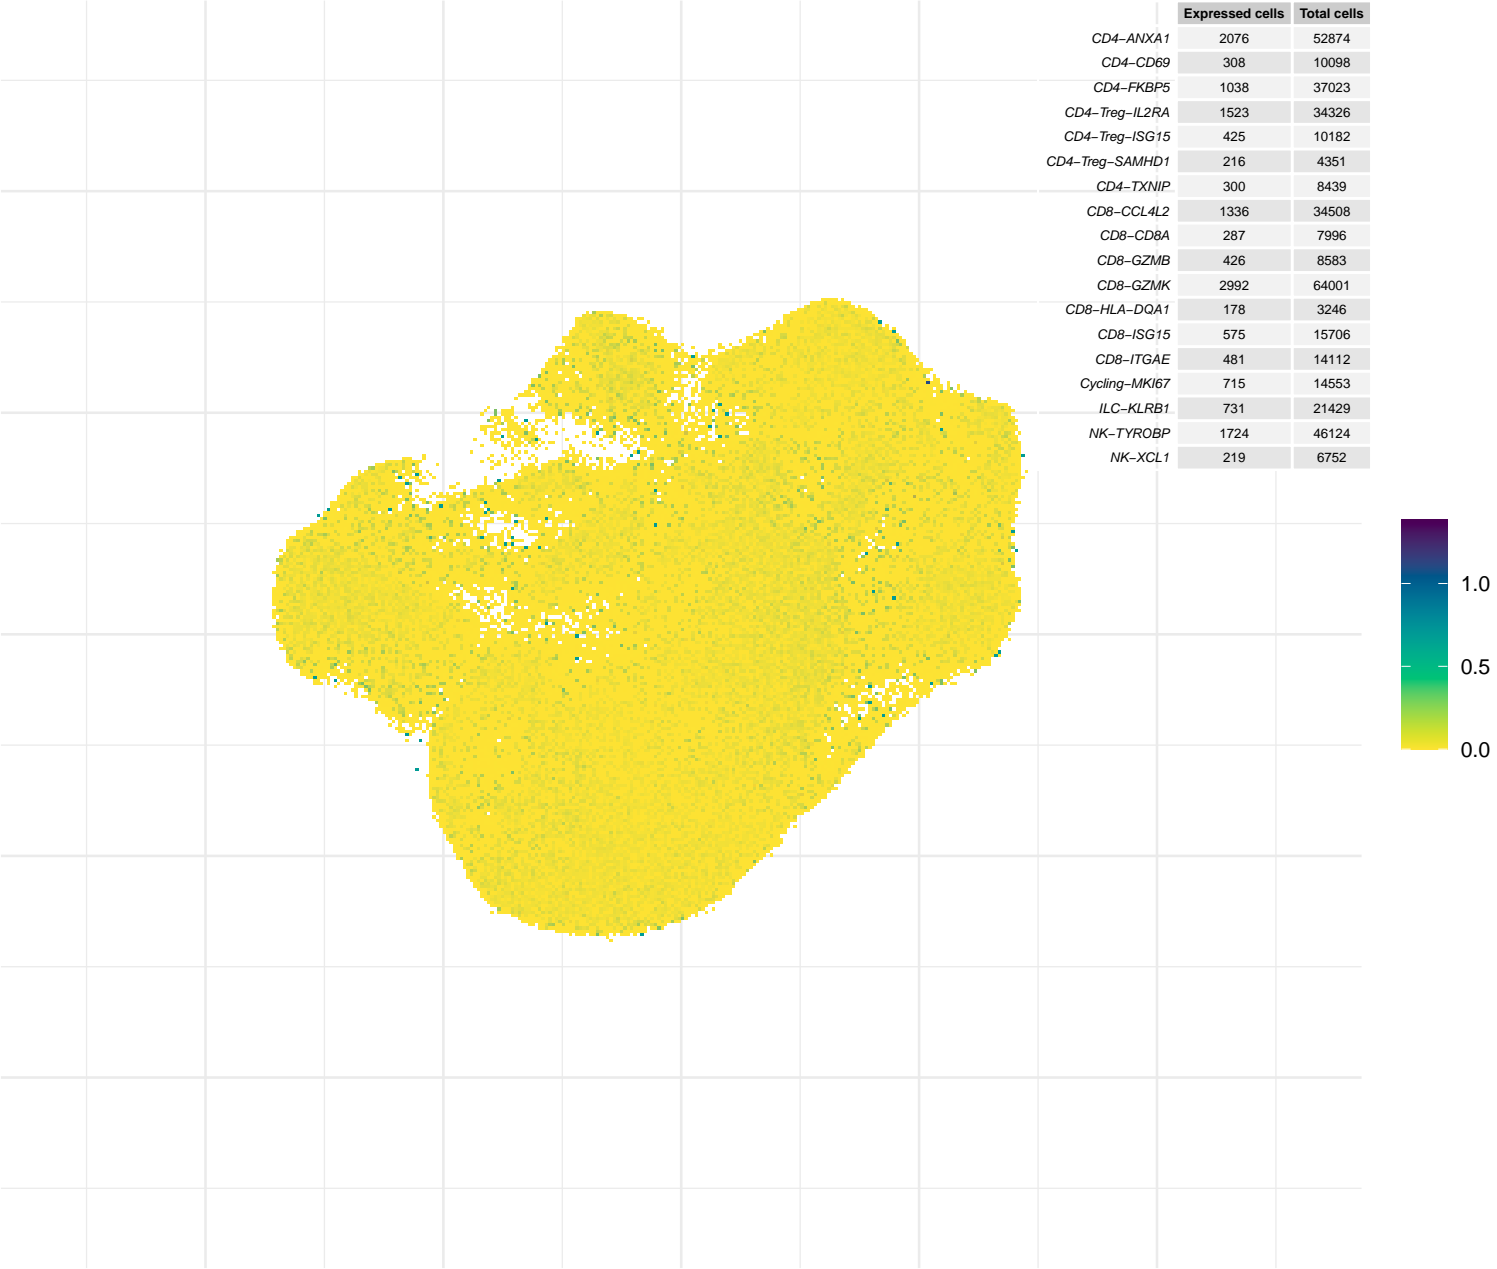 Expressed cells Total cells
CD4−ANXA1 2076 52874
CD4−CD69 308 10098
CD4−FKBP5 1038 37023
CD4−Treg−IL2RA 1523 34326
CD4−Treg−ISG15 425 10182
CD4−Treg−SAMHD1 216 4351
CD4−TXNIP 300 8439
CD8−CCL4L2 1336 34508
CD8−CD8A 287 7996
CD8−GZMB 426 8583
CD8−GZMK 2992 64001
CD8−HLA−DQA1 178 3246
CD8−ISG15 575 15706
CD8−ITGAE 481 14112
Cycling−MKI67 715 14553
ILC−KLRB1 731 21429
NK−TYROBP 1724 46124
NK−XCL1 219 6752
1.0
0.5
0.0